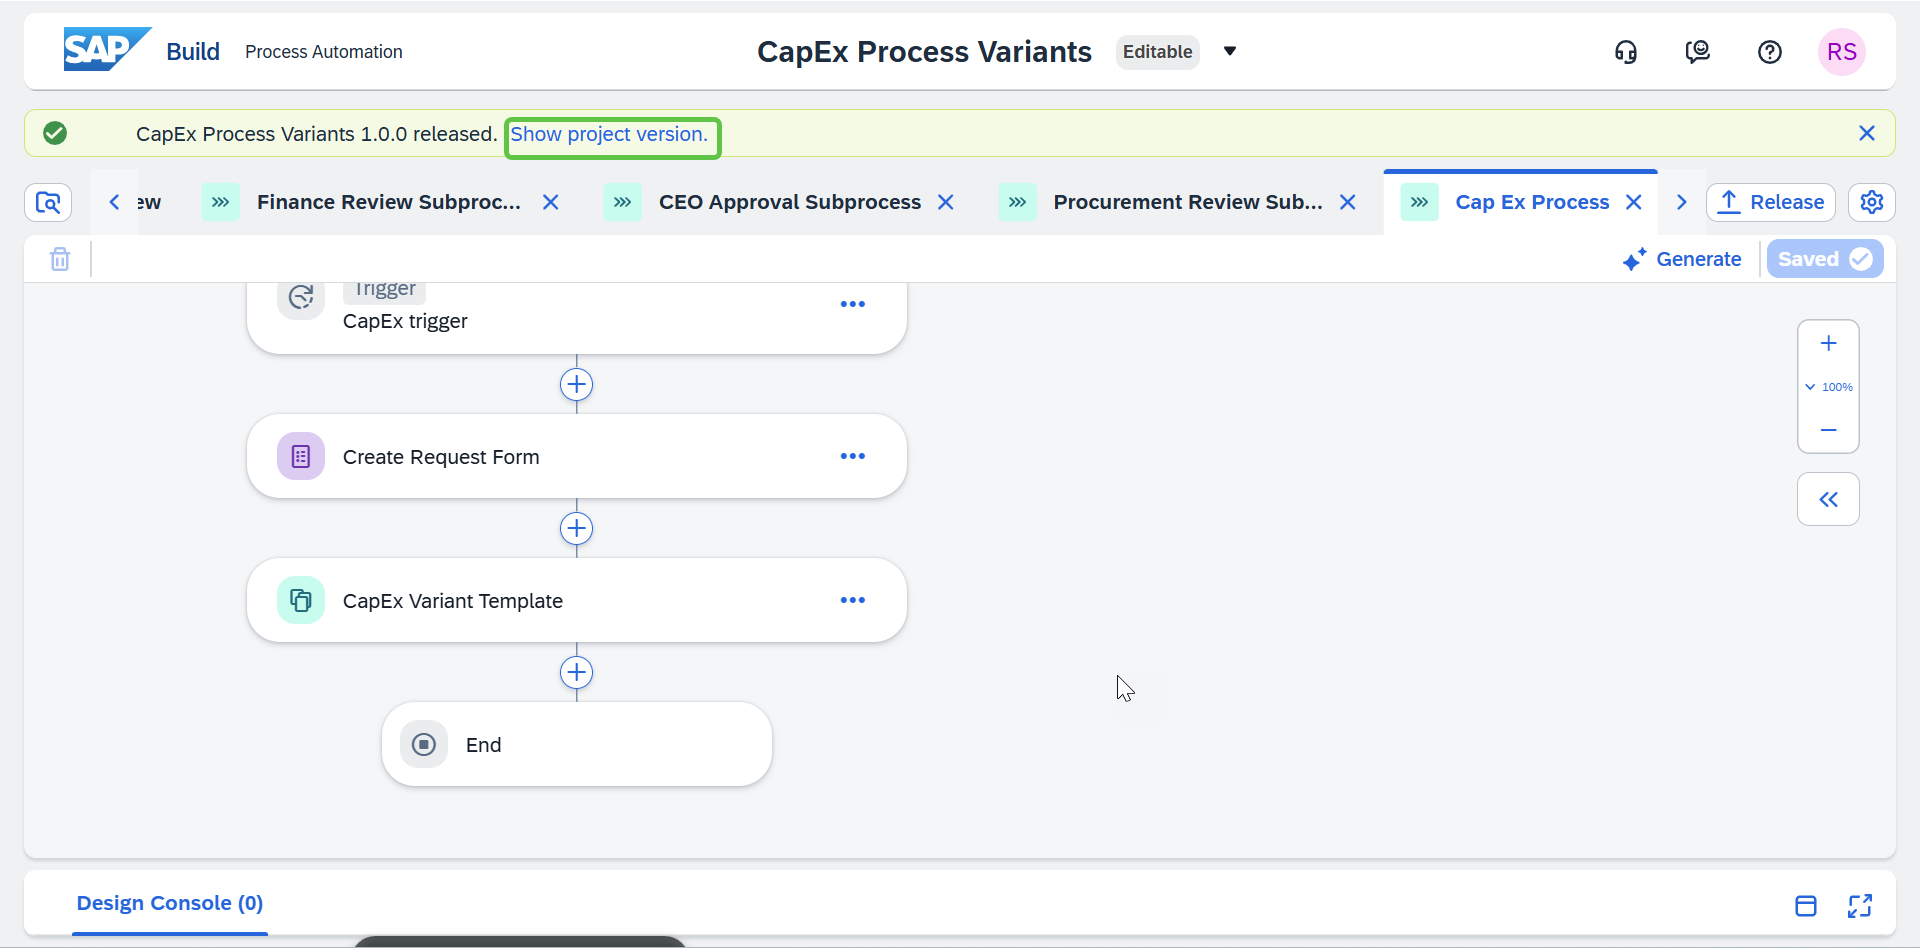 SAP Build Process Automation
CapEx Process Variants Editable
RS
CapEx Process Variants 1.0.0 released. Show project version.
ew
Finance Review Subproc...
CEO Approval Subprocess
Procurement Review Sub...
Cap Ex Process
Release
Generate
Saved
Trigger
CapEx trigger
100%
Create Request Form
CapEx Variant Template
End
Design Console (0)